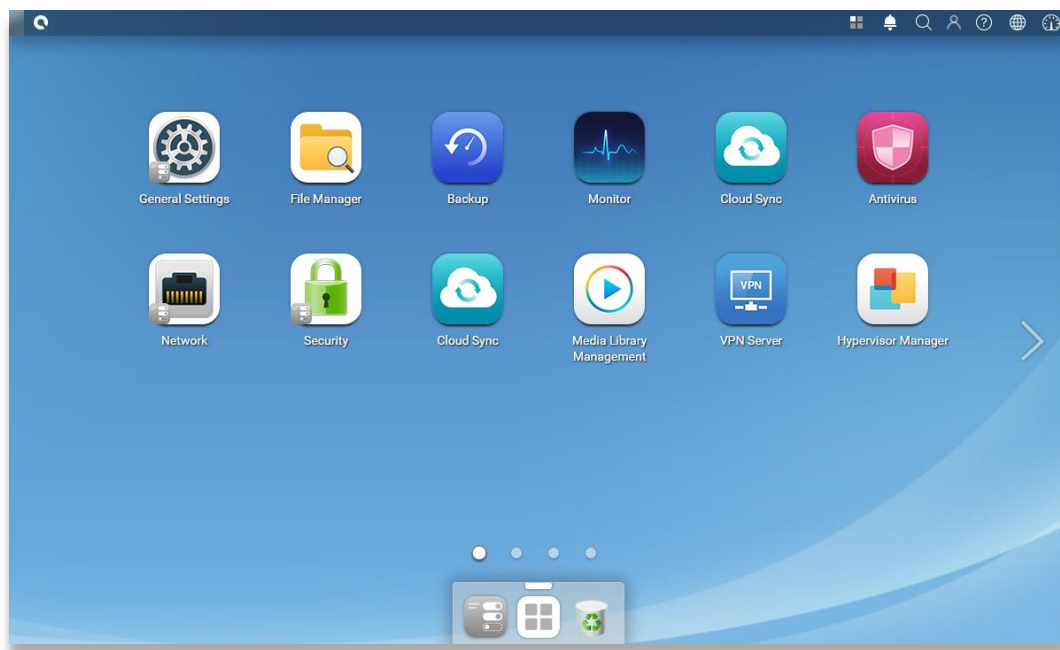 General Settings
File Manager
Backup
Monitor
Cloud Sync
Antivirus
Network
Security
Cloud Sync
Media Library
Management
VPN
VPN Server
Hypervisor Manager